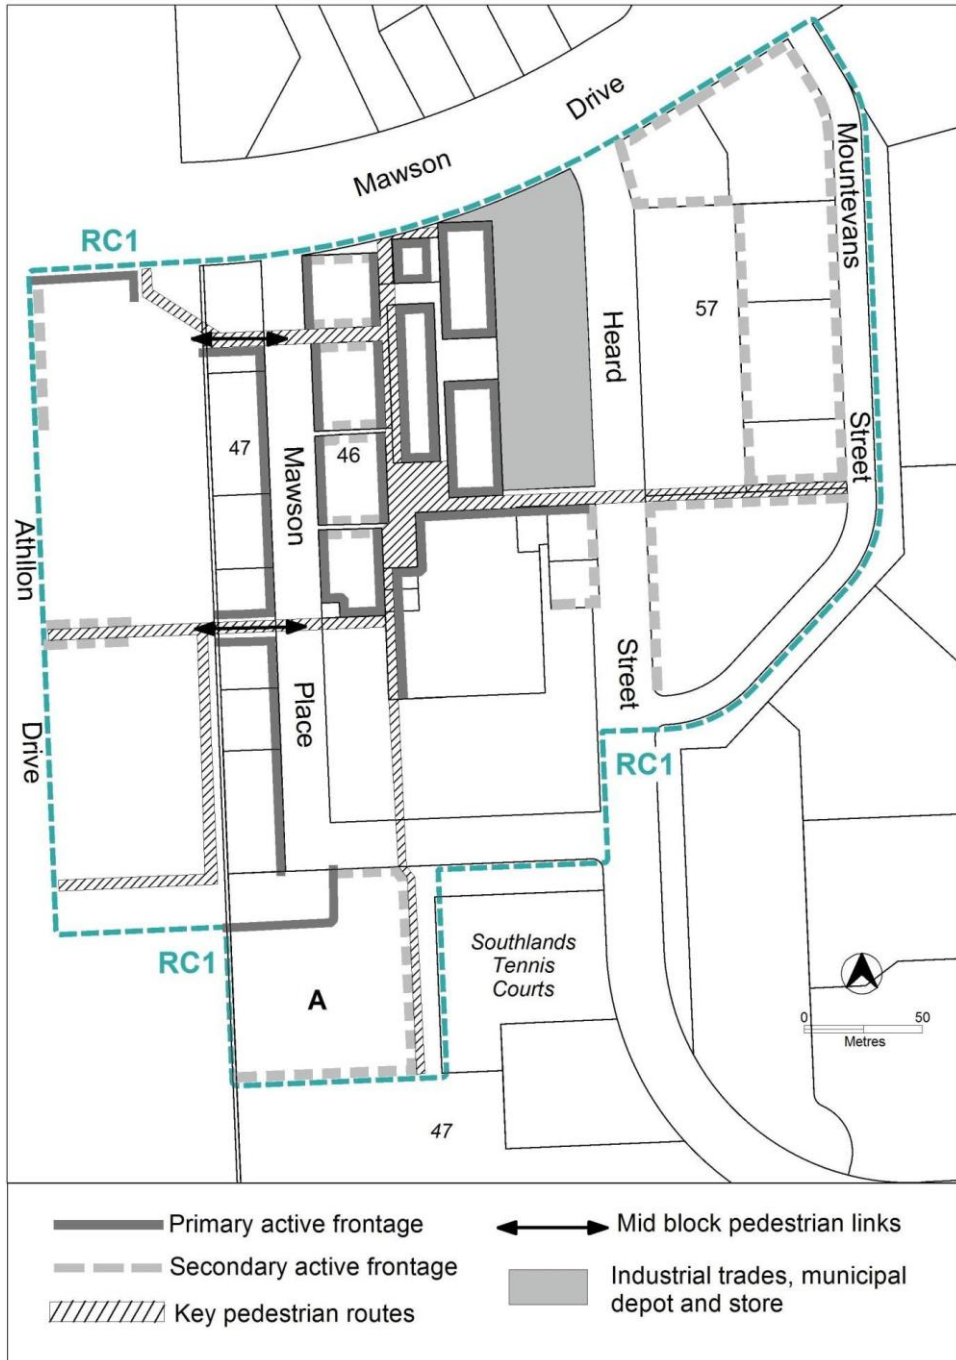 Mawson Drive
Mountevans Street
RC1
57
Heard Street
47
46
Mawson Place
Athllon Drive
RC1
RC1
Southlands
Tennis
Courts
A
0 50
Metres
47
Primary active frontage
Secondary active frontage
Key pedestrian routes
Mid block pedestrian links
Industrial trades, municipal
depot and store